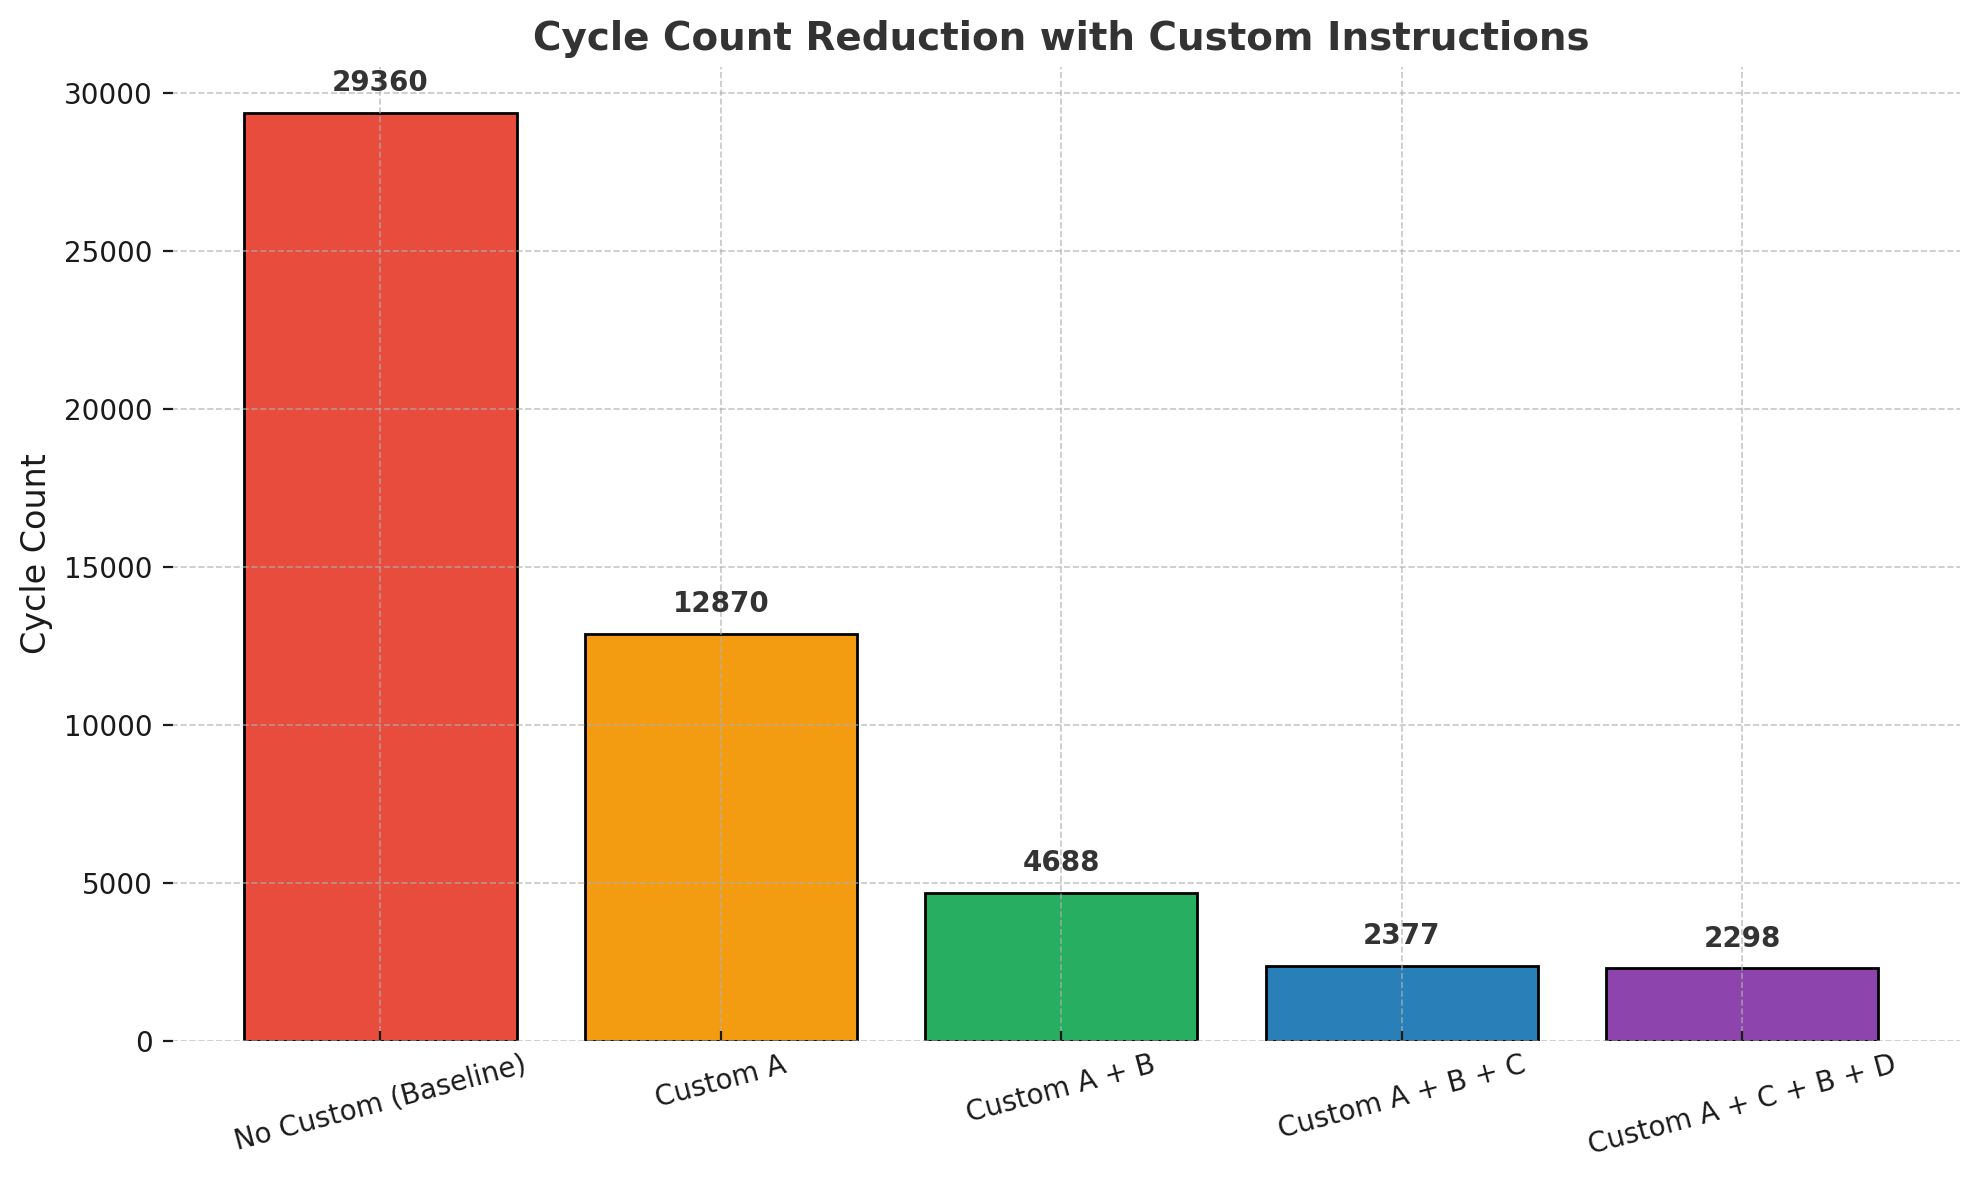 Cycle Count Reduction with Custom Instructions
Cycle Count
30000
25000
20000
15000
10000
5000
0
29360
12870
4688
2377
2298
No Custom (Baseline)
Custom A
Custom A + B
Custom A + B + C
Custom A + C + B + D